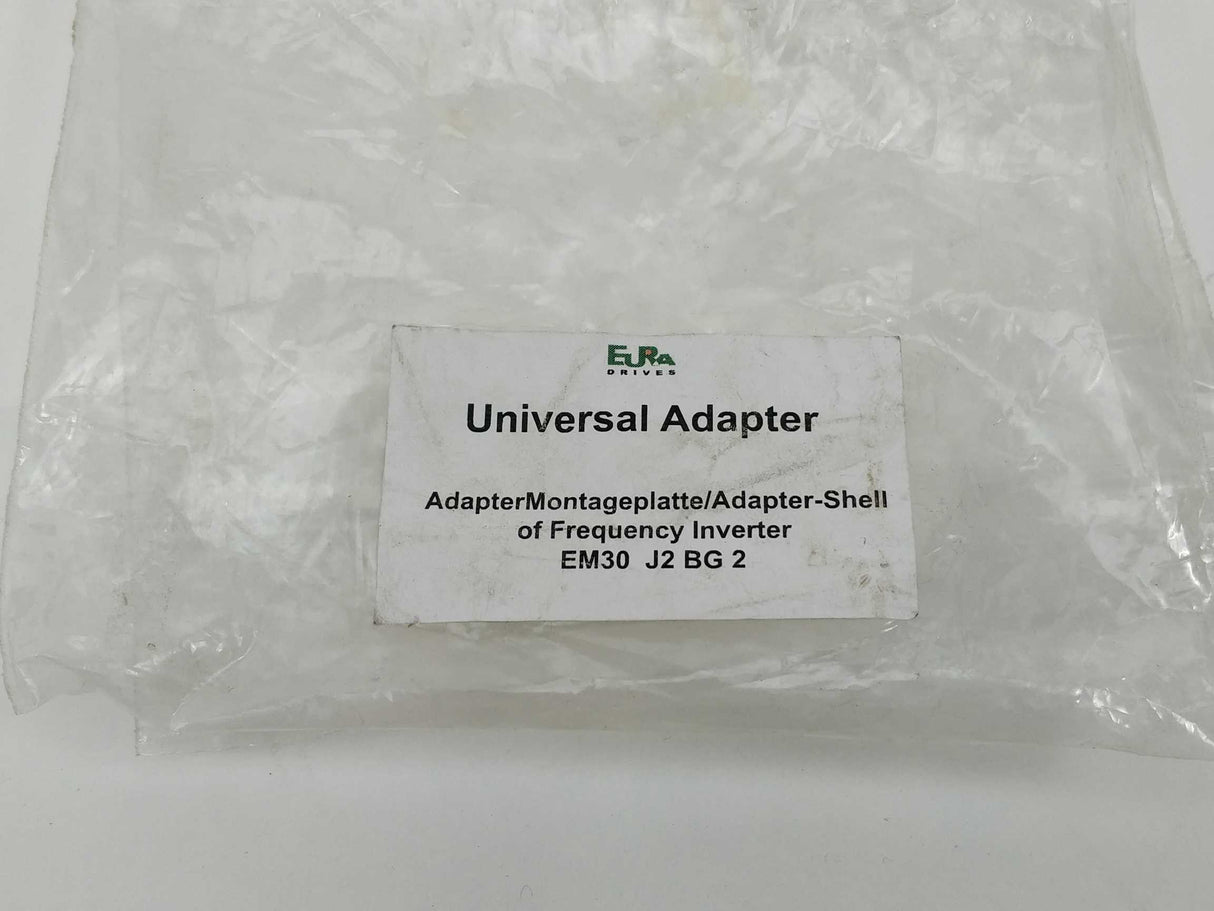 EURA
DRIVES
Universal Adapter
AdapterMontageplatte/Adapter-Shell
of Frequency Inverter
EM30 J2 BG 2